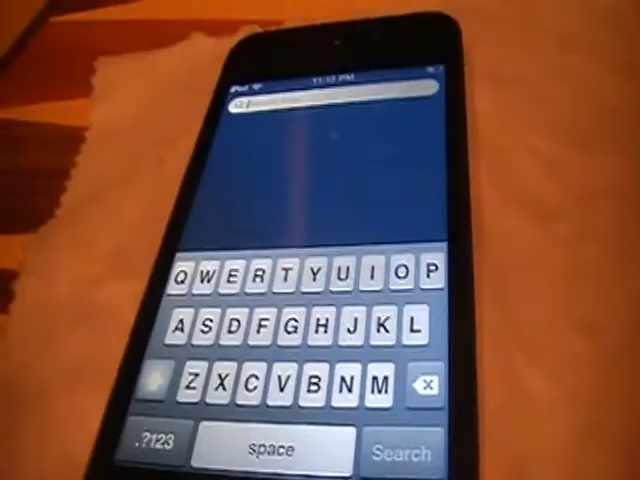 iPod 11:12 PM
Q W E R T Y U I O P
A S D F G H J K L
Z X C V B N M
.?123 space Search